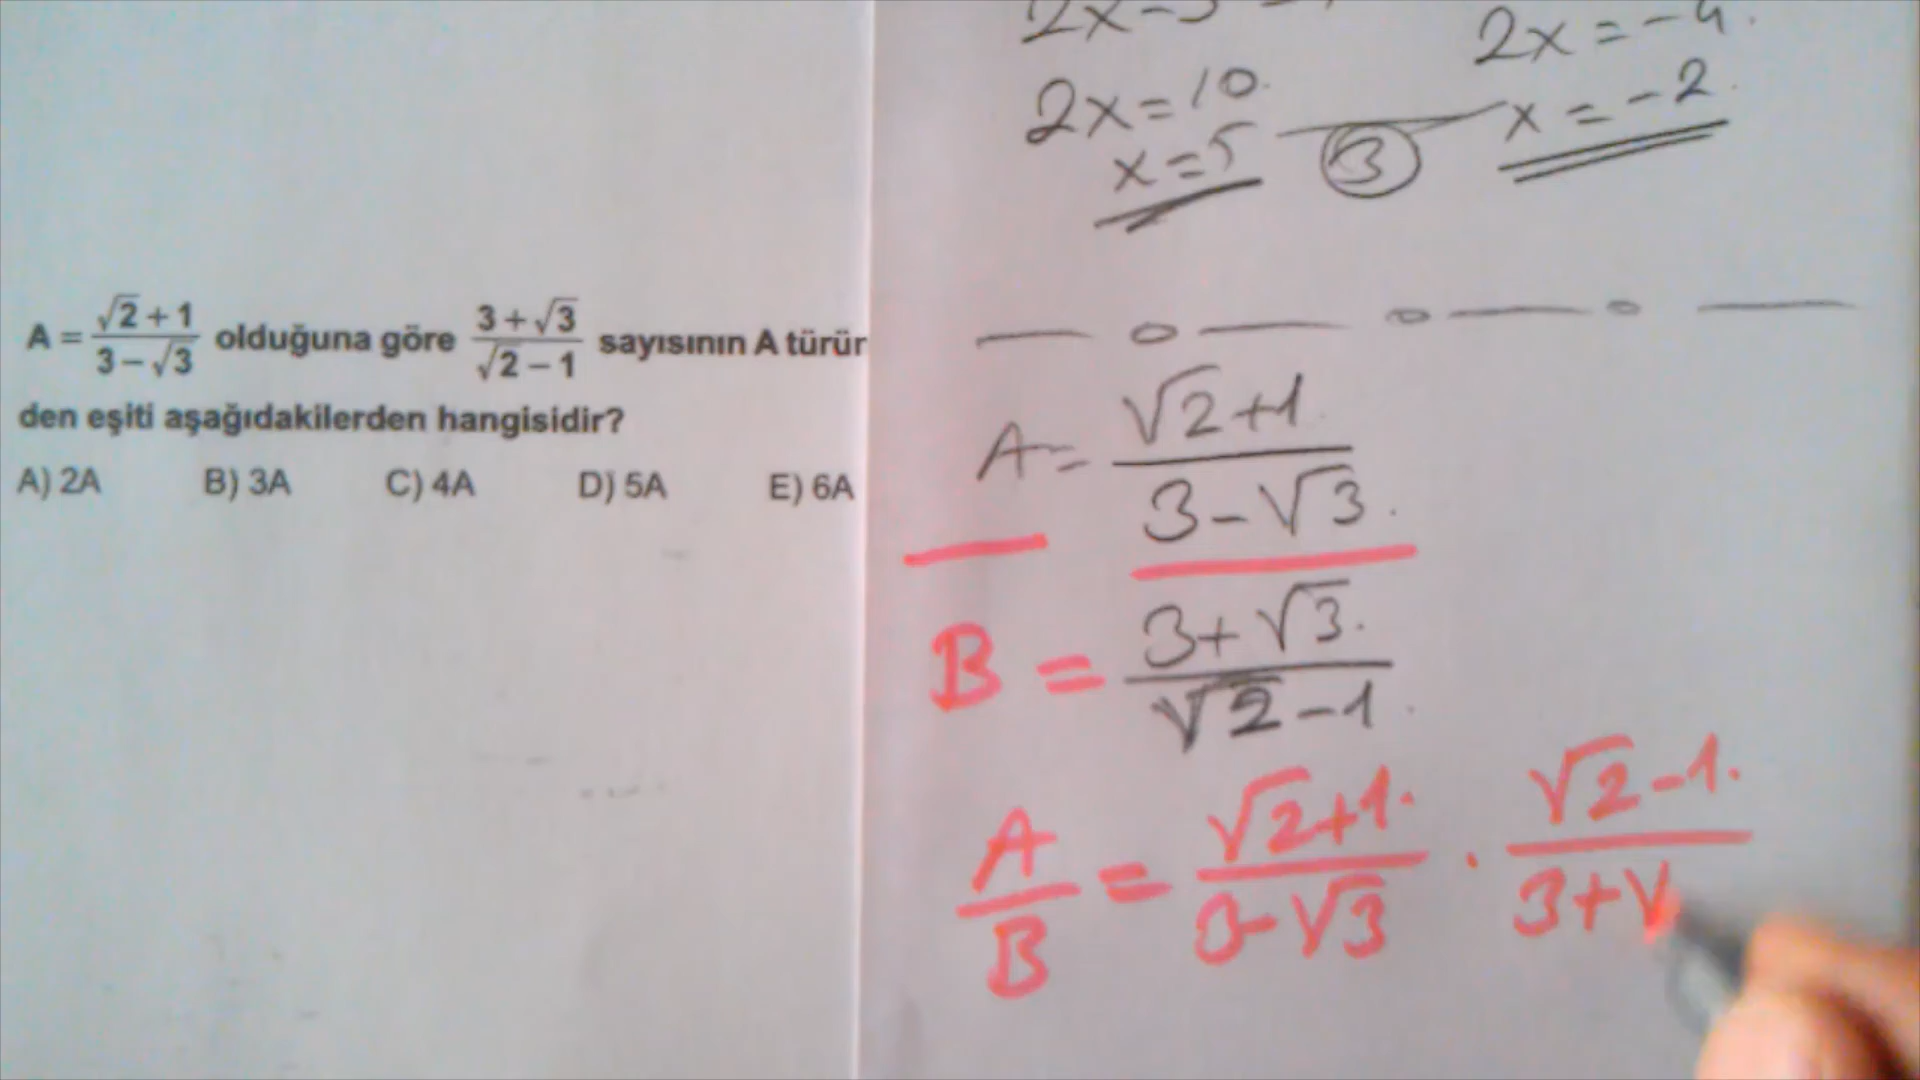 A = √2 + 1 / 3 − √3 olduğuna göre 3 + √3 / √2 − 1 sayısının A türün
den eşiti aşağıdakilerden hangisidir?
A) 2A B) 3A C) 4A D) 5A E) 6A
2x = -4.
2x = 10.
x = -2.
x = 5
3
A = √2+1 / 3-√3.
B = 3+√3. / √2-1.
A / B = √2+1. / 3-√3 . √2-1. / 3+√